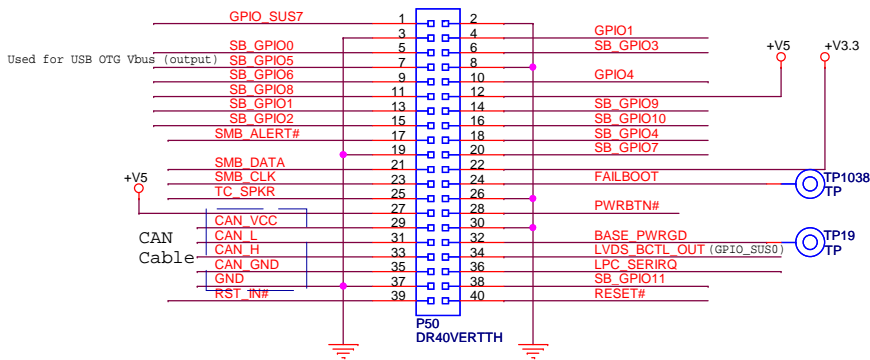 GPIO_SUS7 1 2
3 4 GPIO1
SB_GPIO0 5 6 SB_GPIO3
Used for USB OTG Vbus (output) SB_GPIO5 7 8
SB_GPIO6 9 10 GPIO4
SB_GPIO8 11 12
SB_GPIO1 13 14 SB_GPIO9
SB_GPIO2 15 16 SB_GPIO10
SMB_ALERT# 17 18 SB_GPIO4
19 20 SB_GPIO7
SMB_DATA 21 22
SMB_CLK 23 24 FAILBOOT
TC_SPKR 25 26
27 28 PWRBTN#
CAN_VCC 29 30
CAN_L 31 32 BASE_PWRGD
CAN_H 33 34 LVDS_BCTL_OUT (GPIO_SUS0)
CAN_GND 35 36 LPC_SERIRQ
GND 37 38 SB_GPIO11
RST_IN# 39 40 RESET#
+V5
+V3.3
TP1038
TP
+V5
TP19
TP
CAN
Cable
P50
DR40VERTTH